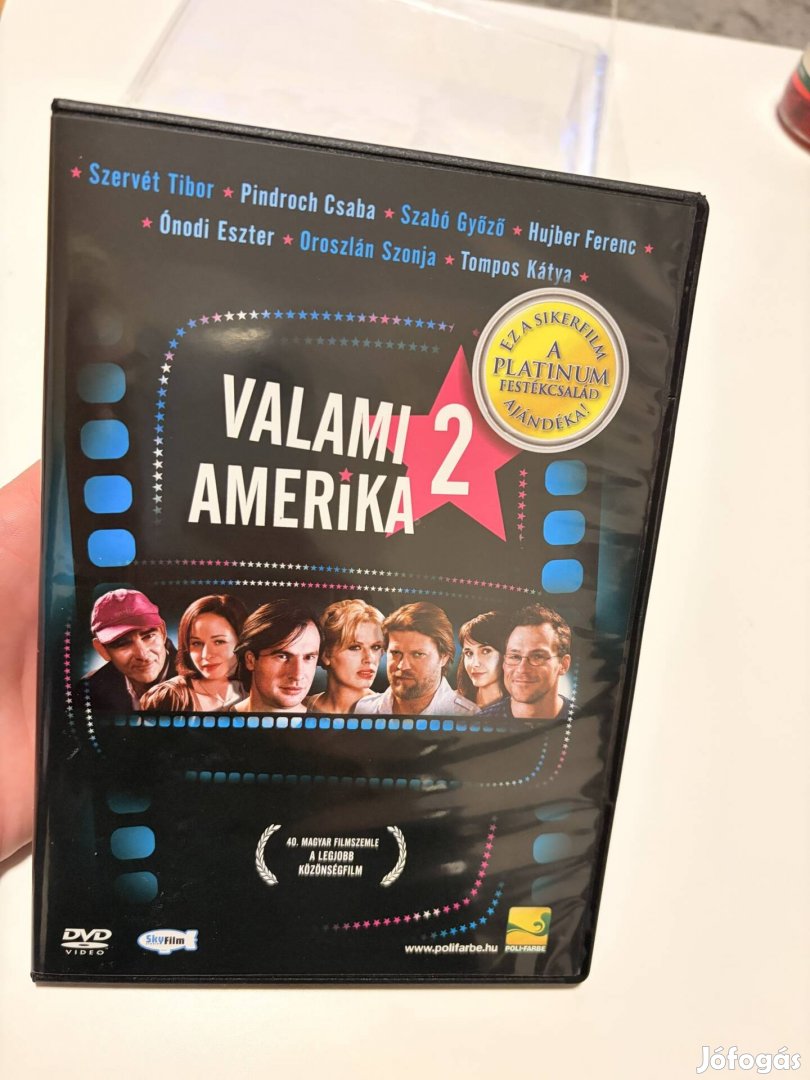 ★ Szervét Tibor ★ Pindroch Csaba ★ Szabó Győző ★ Hujber Ferenc ★
★ Ónodi Eszter ★ Oroszlán Szonja ★ Tompos Kátya ★
EZ A SIKERFILM
A
PLATINUM
FESTÉKCSALÁD
AJÁNDÉKA!
VALAMI
AMERiKA 2
40. MAGYAR FILMSZEMLE
A LEGJOBB
KÖZÖNSÉGFILM
DVD
VIDEO
SkyFilm
www.polifarbe.hu
POLI-FARBE
Jófogás